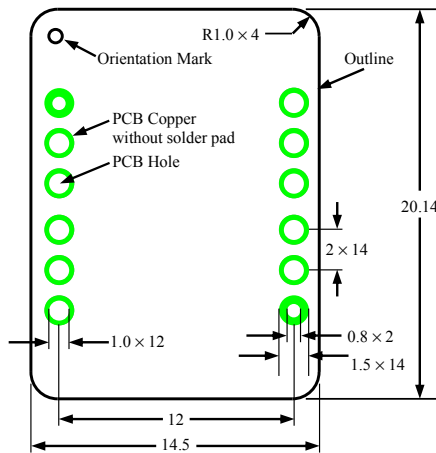 R1.0 × 4
Orientation Mark
Outline
PCB Copper
without solder pad
PCB Hole
20.14
2 × 14
1.0 × 12
0.8 × 2
1.5 × 14
12
14.5